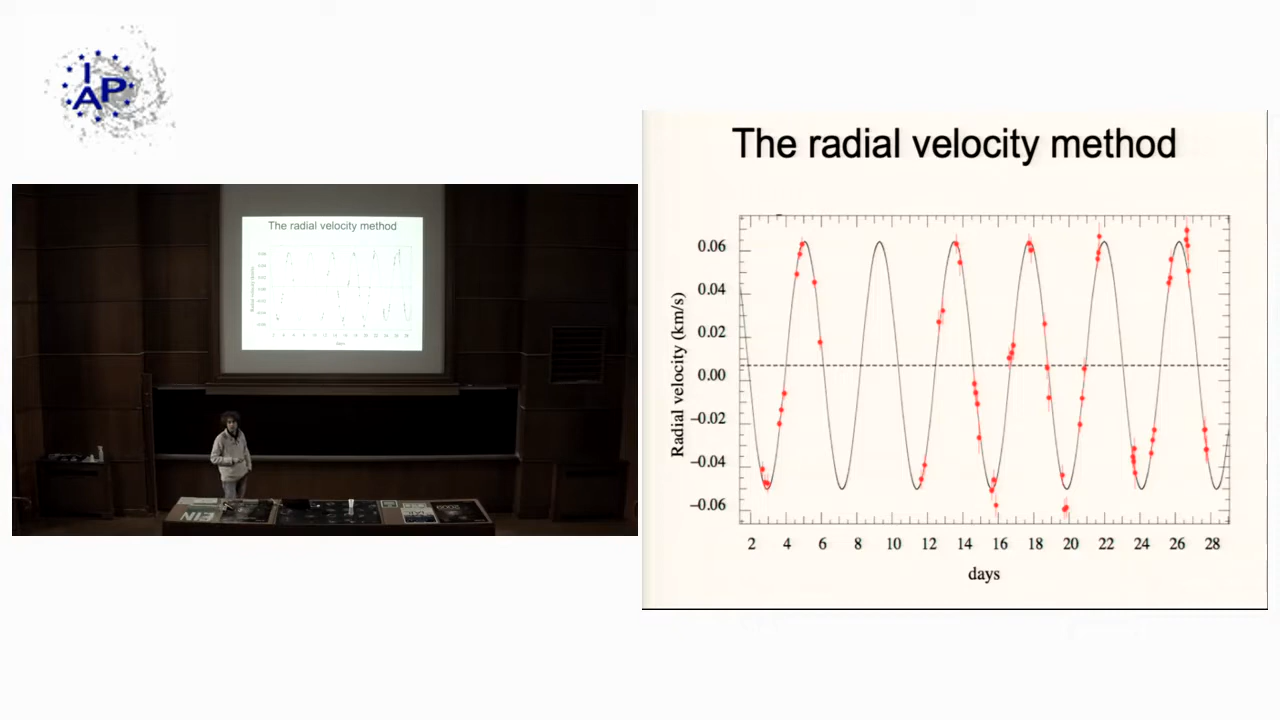 I
AP
The radial velocity method
The radial velocity method
Radial velocity (km/s)
0.06
0.04
0.02
0.00
–0.02
–0.04
–0.06
2 4 6 8 10 12 14 16 18 20 22 24 26 28
days